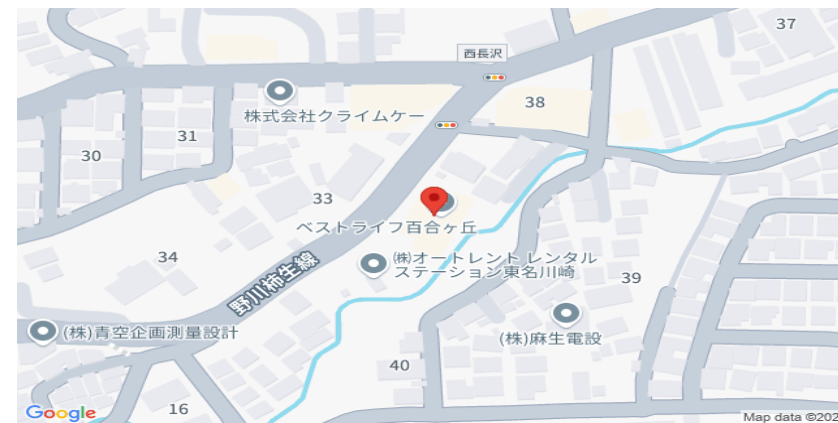 37
酉長沢
38
株式会社クライムケー
31
30
33
ベストライフ百合ヶ丘
34
㈱オートレント レンタル
ステーション東名川崎
野川柿生線
39
(株)青空企画測量設計
(株)麻生電設
40
16
Google
Map data ©202